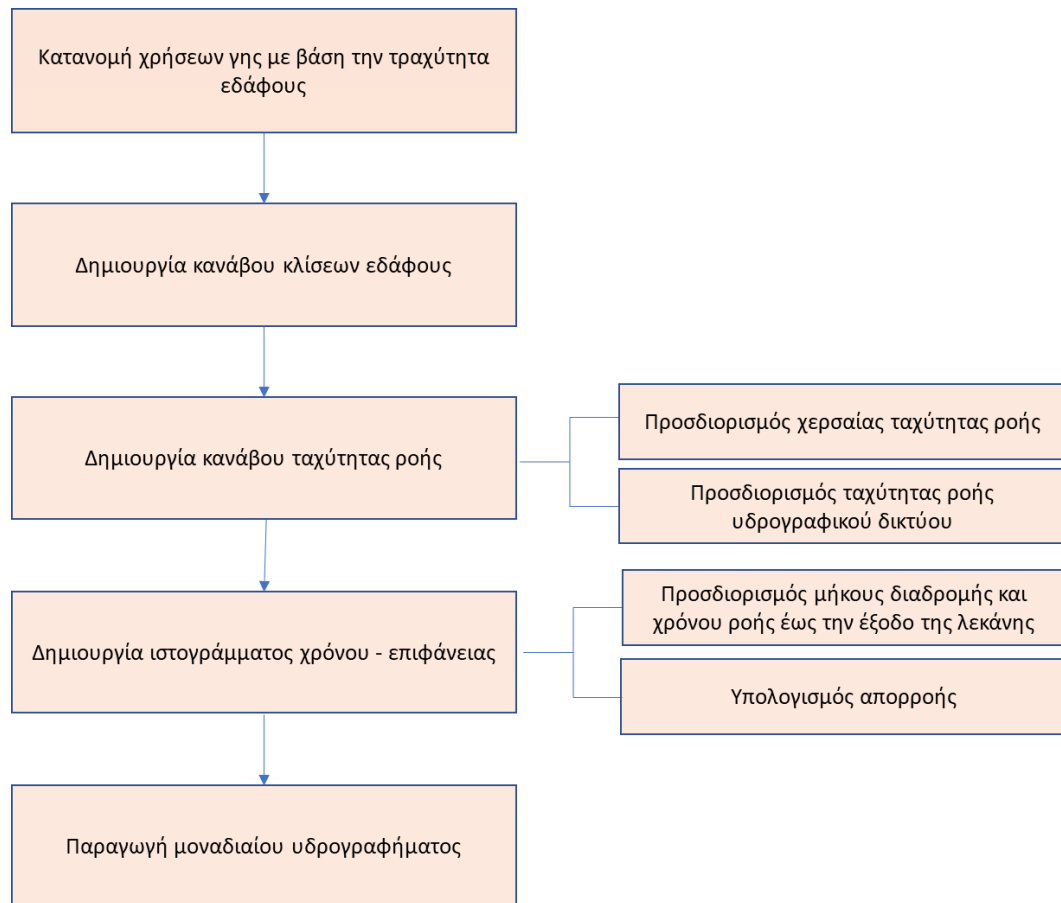 Κατανομή χρήσεων γης με βάση την τραχύτητα
εδάφους
Δημιουργία κανάβου κλίσεων εδάφους
Δημιουργία κανάβου ταχύτητας ροής
Προσδιορισμός χερσαίας ταχύτητας ροής
Προσδιορισμός ταχύτητας ροής
υδρογραφικού δικτύου
Δημιουργία ιστογράμματος χρόνου - επιφάνειας
Προσδιορισμός μήκους διαδρομής και
χρόνου ροής έως την έξοδο της λεκάνης
Υπολογισμός απορροής
Παραγωγή μοναδιαίου υδρογραφήματος